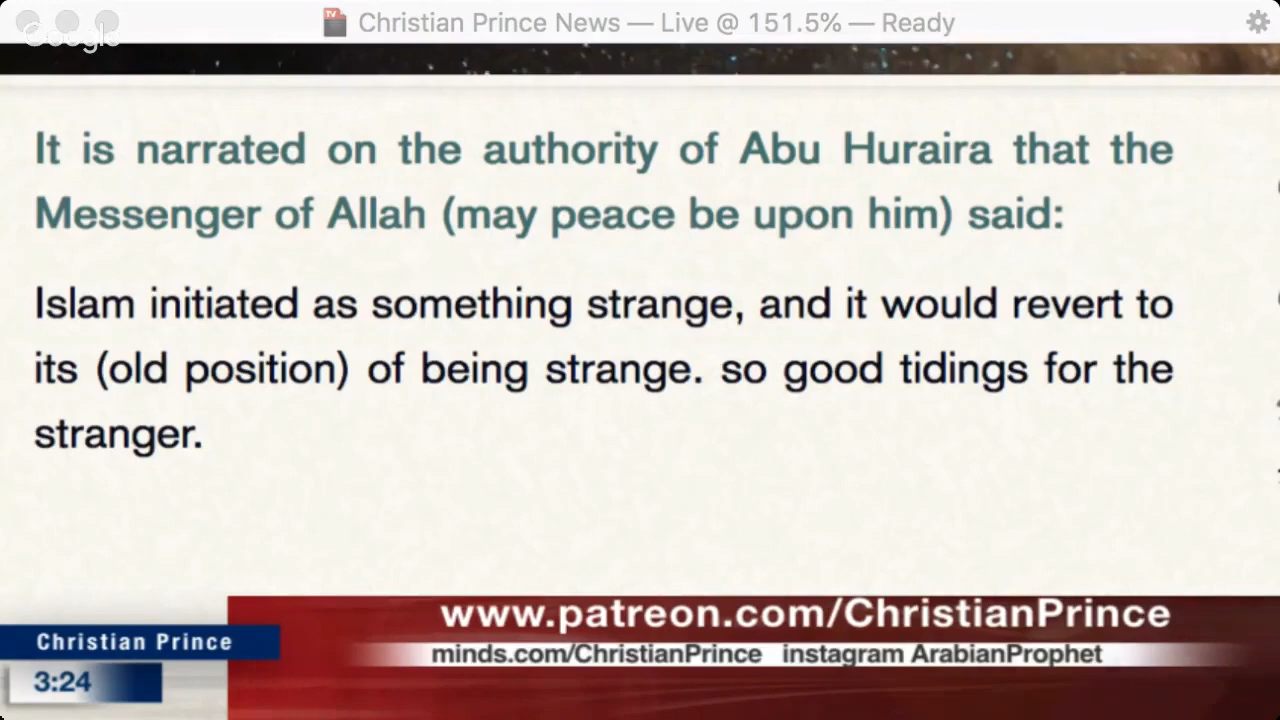 Christian Prince News — Live @ 151.5% — Ready
Google
It is narrated on the authority of Abu Huraira that the
Messenger of Allah (may peace be upon him) said:
Islam initiated as something strange, and it would revert to
its (old position) of being strange. so good tidings for the
stranger.
www.patreon.com/ChristianPrince
Christian Prince
minds.com/ChristianPrince instagram ArabianProphet
3:24